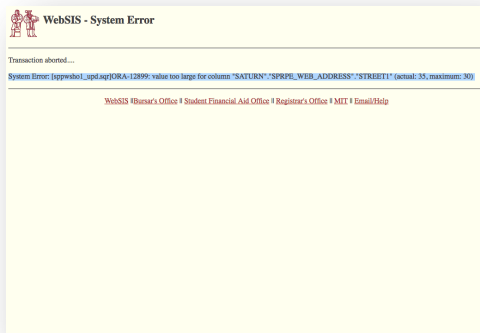 WebSIS - System Error
Transaction aborted....
System Error: [sppwsho1_upd.sqr]ORA-12899: value too large for column "SATURN"."SPRPE_WEB_ADDRESS"."STREET1" (actual: 35, maximum: 30)
WebSIS ||Bursar's Office || Student Financial Aid Office || Registrar's Office || MIT || Email/Help